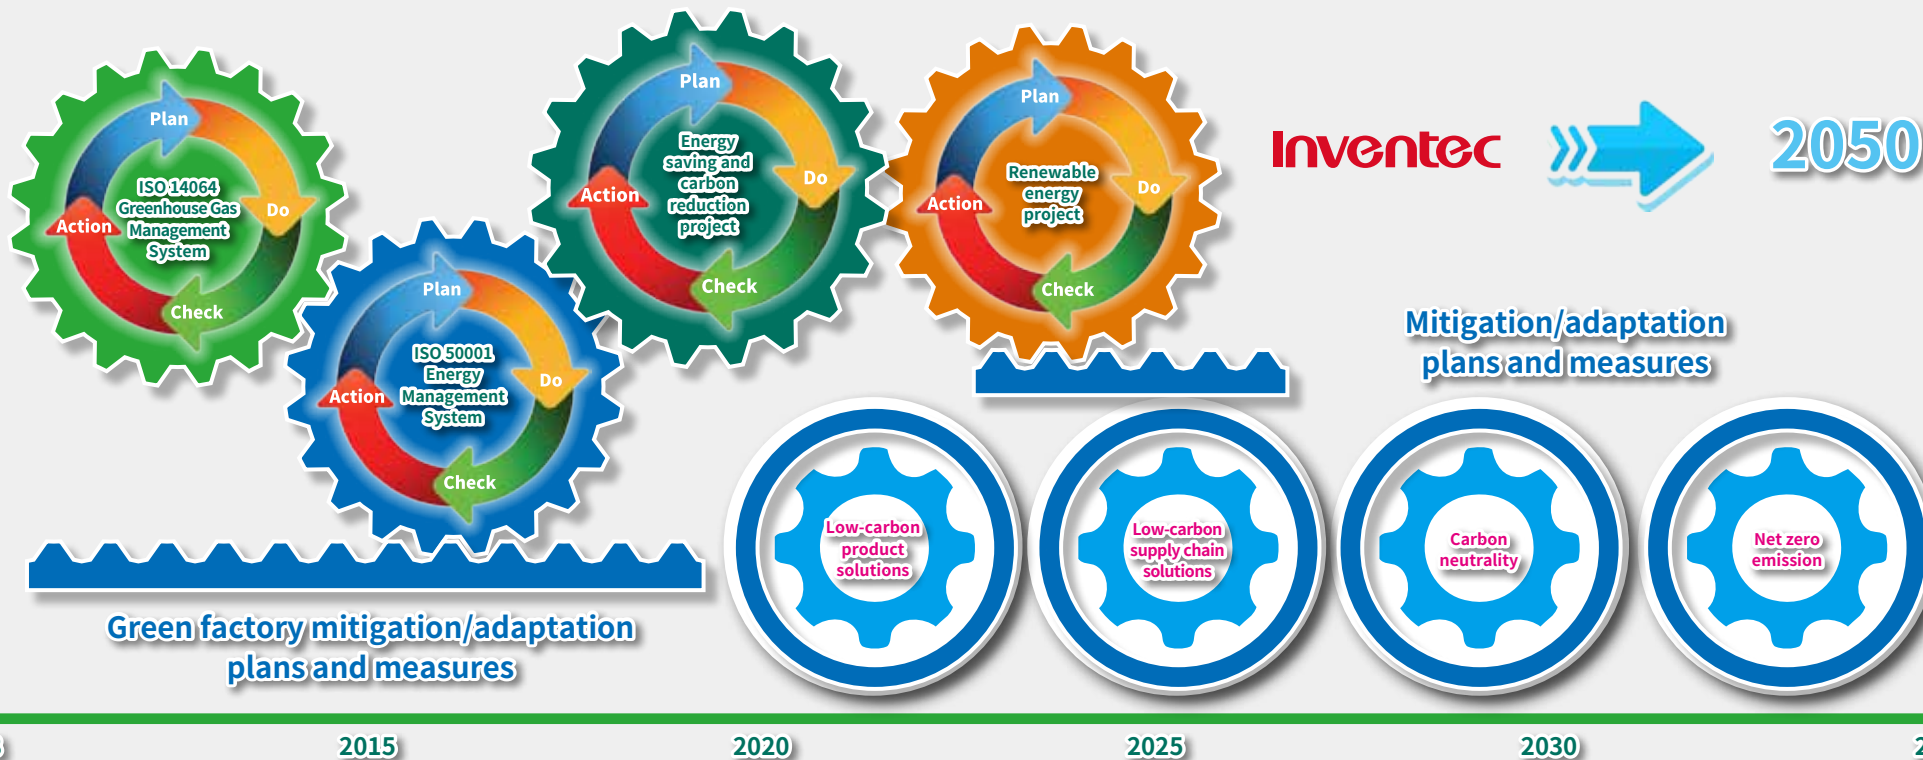 Plan
Do
Check
Action
ISO 14064
Greenhouse Gas
Management
System
Plan
Do
Check
Action
ISO 50001
Energy
Management
System
Plan
Do
Check
Action
Energy
saving and
carbon
reduction
project
Plan
Do
Check
Action
Renewable
energy
project
Inventec
2050
Mitigation/adaptation
plans and measures
Low-carbon
product
solutions
Low-carbon
supply chain
solutions
Carbon
neutrality
Net zero
emission
Green factory mitigation/adaptation
plans and measures
2015
2020
2025
2030